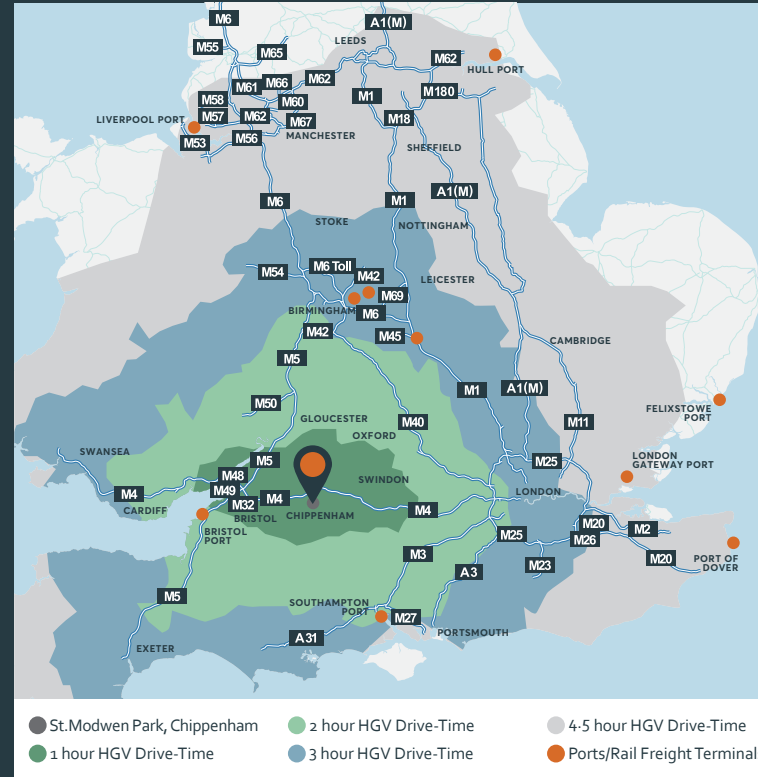 M6
A1(M)
M55
LEEDS
M65
M62
HULL PORT
M62
M66
M61
M1
M180
M58
M60
M57
M62
M67
M18
LIVERPOOL PORT
MANCHESTER
M53
M56
SHEFFIELD
A1(M)
M6
M1
STOKE
NOTTINGHAM
M6 Toll
M54
M42
LEICESTER
M69
BIRMINGHAM
M6
M42
M45
CAMBRIDGE
M5
M1
A1(M)
M50
FELIXSTOWE
PORT
GLOUCESTER
M40
M11
OXFORD
SWANSEA
M5
M25
LONDON
GATEWAY PORT
M48
SWINDON
M49
M4
M4
LONDON
M32
CARDIFF
BRISTOL
CHIPPENHAM
M4
M20
M2
BRISTOL
PORT
M25
M26
M3
M20
PORT OF
DOVER
M23
A3
M5
SOUTHAMPTON
PORT
M27
A31
PORTSMOUTH
EXETER
St.Modwen Park, Chippenham
2 hour HGV Drive-Time
4·5 hour HGV Drive-Time
1 hour HGV Drive-Time
3 hour HGV Drive-Time
Ports/Rail Freight Terminal